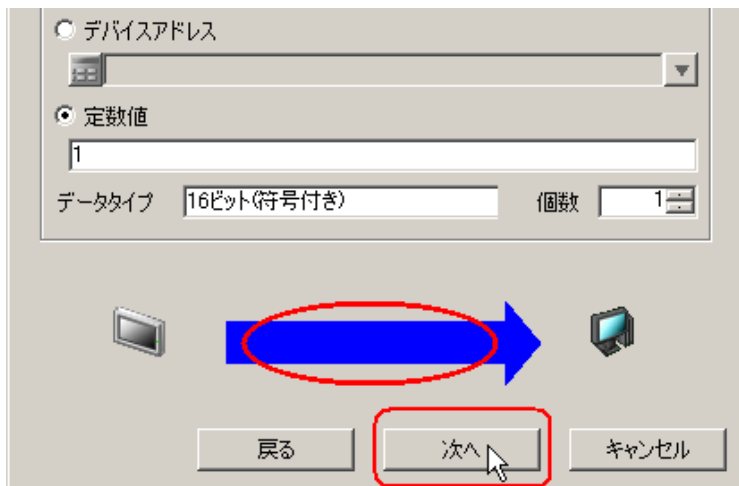 デバイスアドレス
定数値
1
データタイプ 16ビット(符号付き) 個数 1
戻る 次へ キャンセル